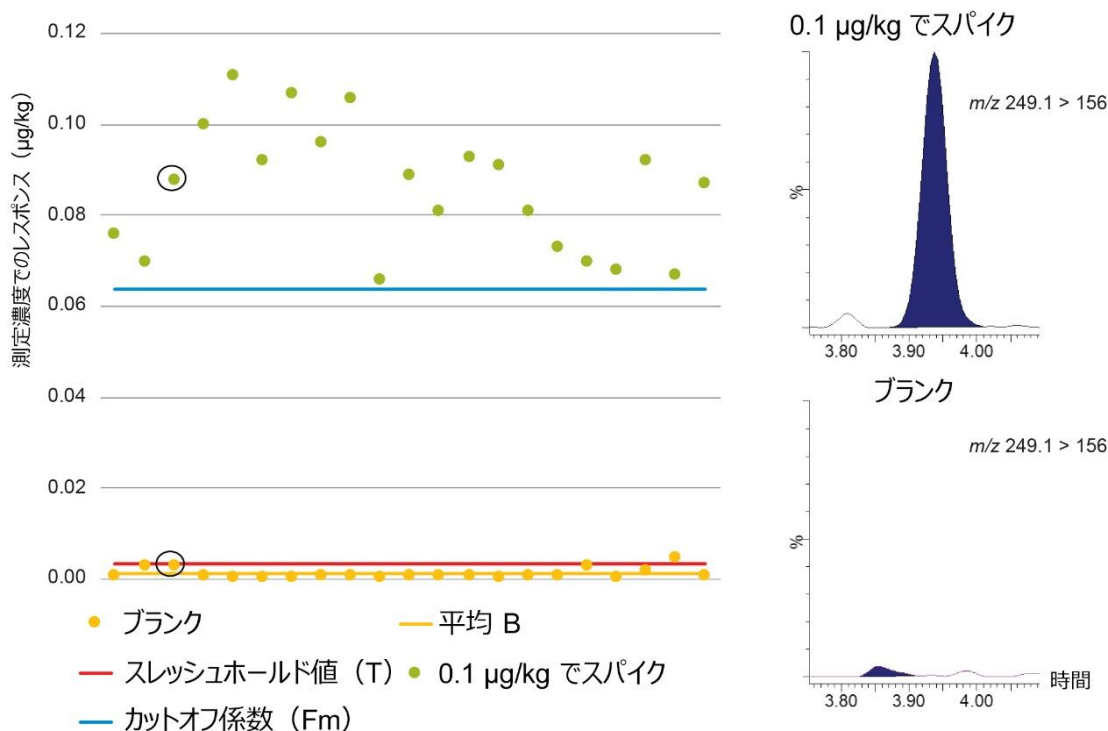 測定濃度でのレスポンス（µg/kg）
0.12
0.10
0.08
0.06
0.04
0.02
0.00
ブランク
平均 B
スレッシュホールド値（T）
0.1 µg/kg でスパイク
カットオフ係数（Fm）
0.1 µg/kg でスパイク
m/z 249.1 > 156
%
3.80 3.90 4.00
ブランク
m/z 249.1 > 156
%
3.80 3.90 4.00
時間